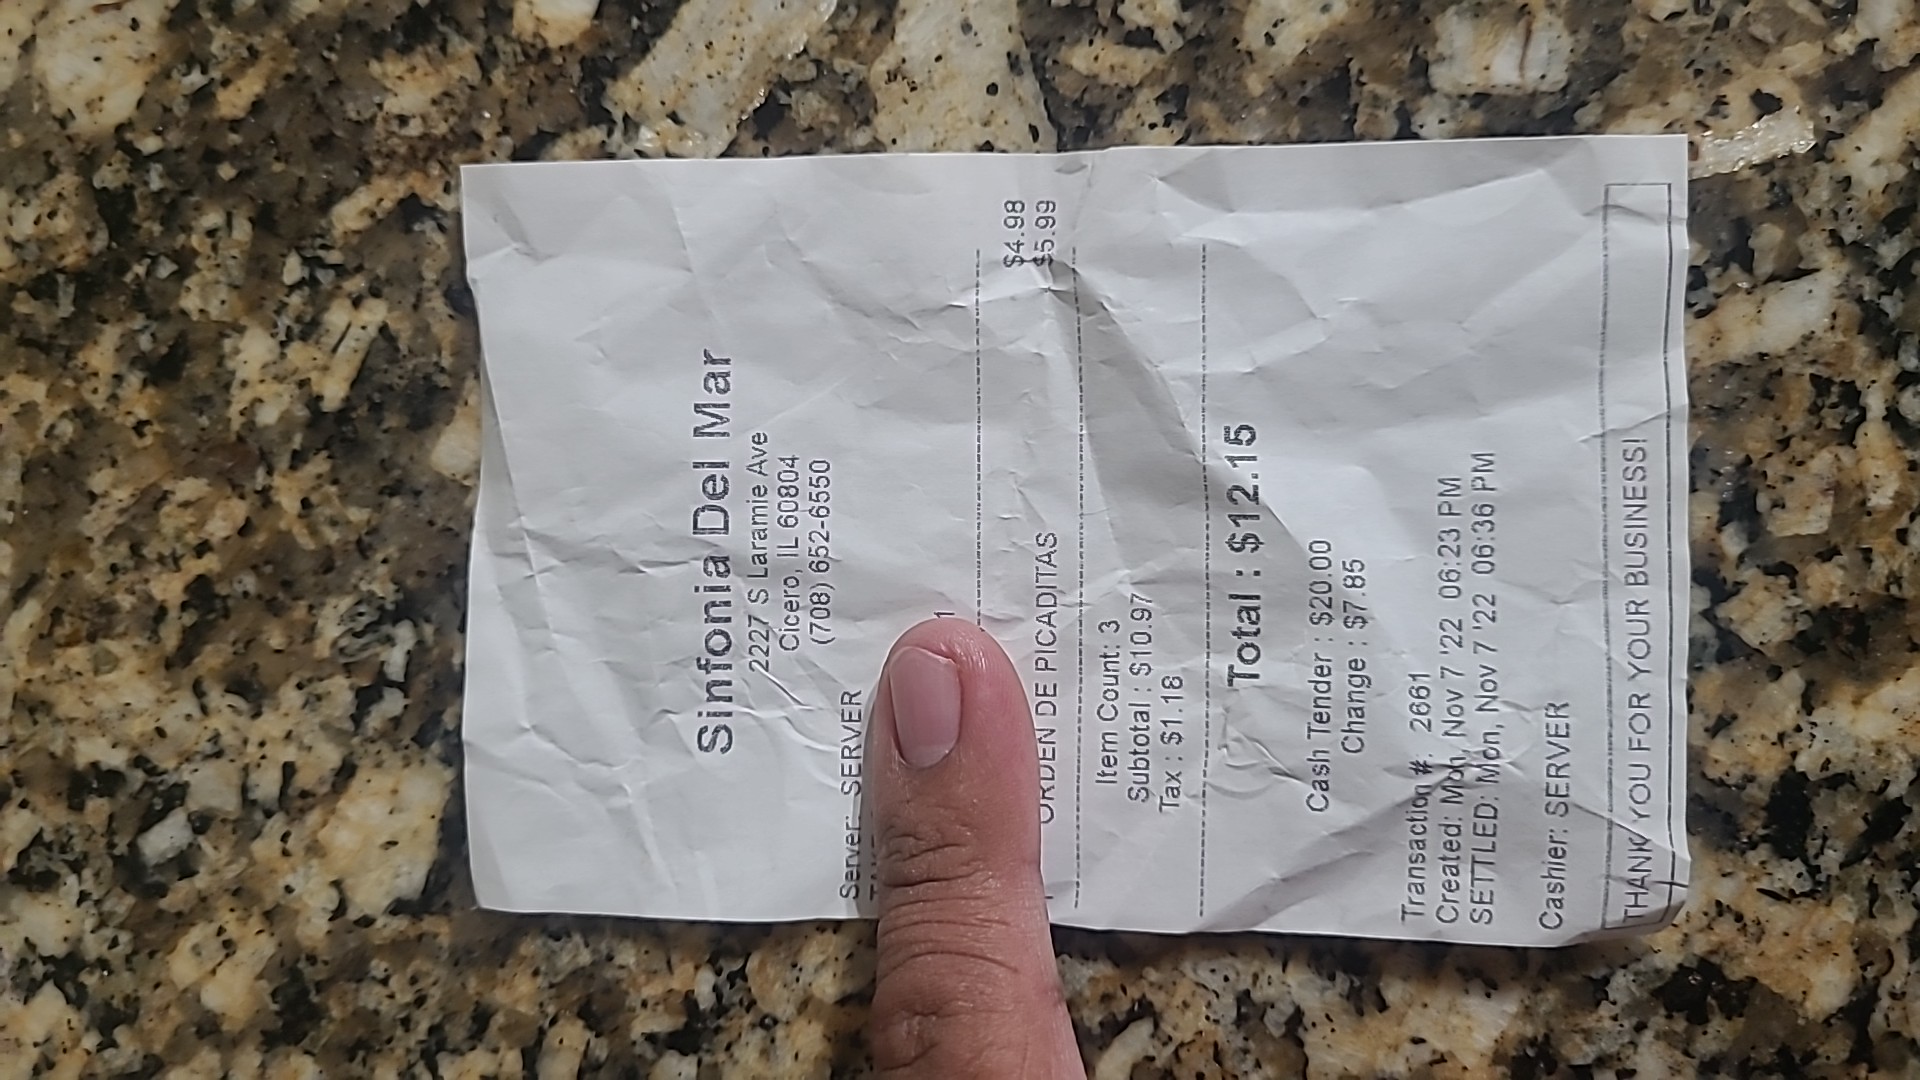 Sinfonia Del Mar
2227 S Laramie Ave
Cicero, IL 60804
(708) 652-6550
Server: SERVER
1
$4.98
ORDEN DE PICADITAS $5.99
Item Count: 3
Subtotal : $10.97
Tax : $1.18
Total : $12.15
Cash Tender : $20.00
Change : $7.85
Transaction #: 2661
Created: Mon, Nov 7 '22 06:23 PM
SETTLED: Mon, Nov 7 '22 06:36 PM
Cashier: SERVER
THANK YOU FOR YOUR BUSINESS!